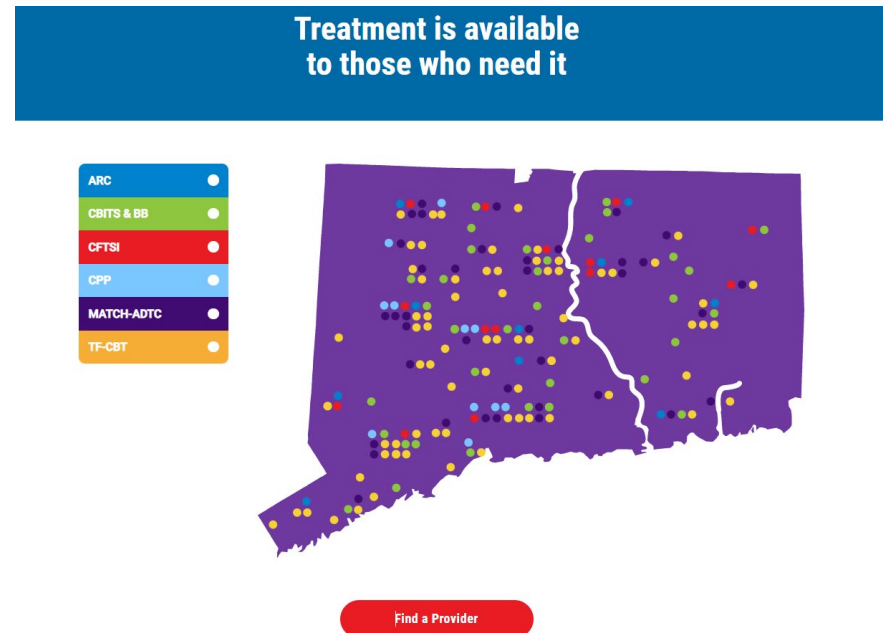 Treatment is available
to those who need it
ARC
CBITS & BB
CFTSI
CPP
MATCH-ADTC
TF-CBT
Find a Provider